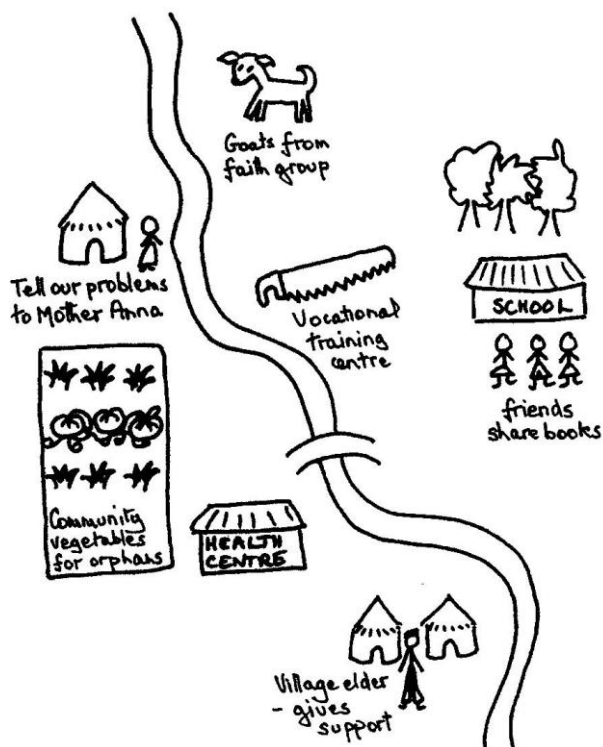 Goats from
faith group
Tell our problems
to Mother Anna
Vocational
training
centre
SCHOOL
friends
share books
Community
vegetables
for orphans
HEALTH
CENTRE
Village elder
- gives
support